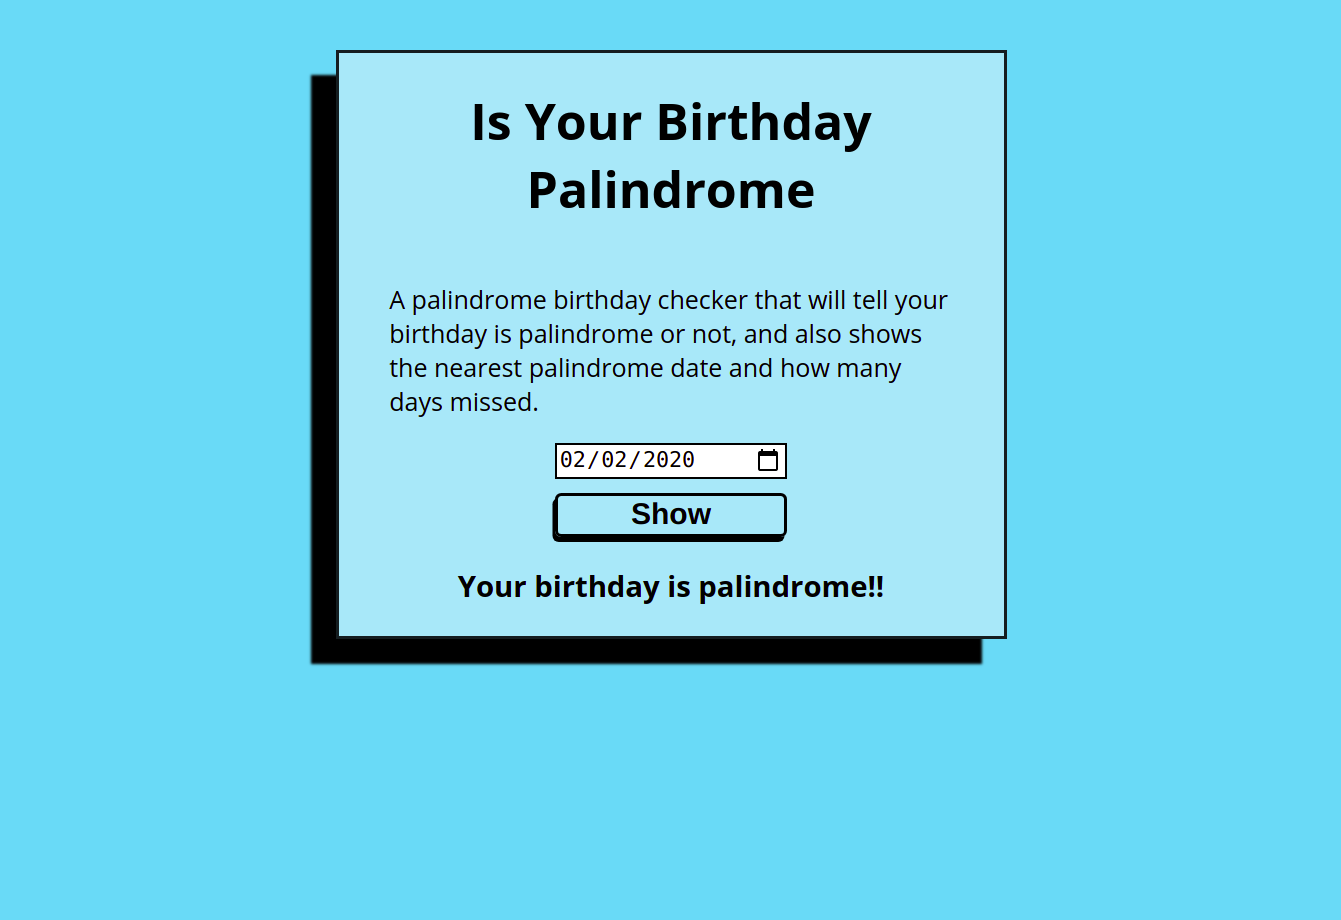 Is Your Birthday
Palindrome
A palindrome birthday checker that will tell your
birthday is palindrome or not, and also shows
the nearest palindrome date and how many
days missed.
02/02/2020
Show
Your birthday is palindrome!!